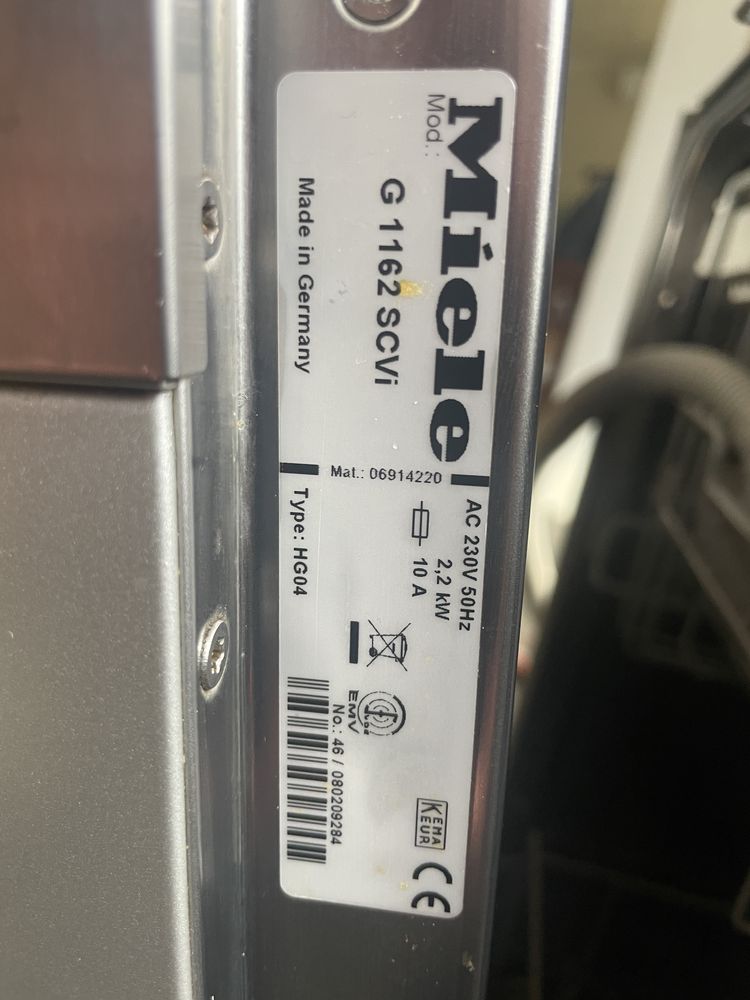 Miele
Mod.:
G 1162 SCVi
Made in Germany
Mat.: 06914220
AC 230V 50Hz
2,2 kW
10 A
Type: HG04
EMV
No.: 46 / 080209284
KEMA
EUR
CE